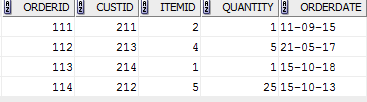 ORDERID CUSTID ITEMID QUANTITY ORDERDATE
111 211 2 1 11-09-15
112 213 4 5 21-05-17
113 214 1 1 15-10-18
114 212 5 25 15-10-13